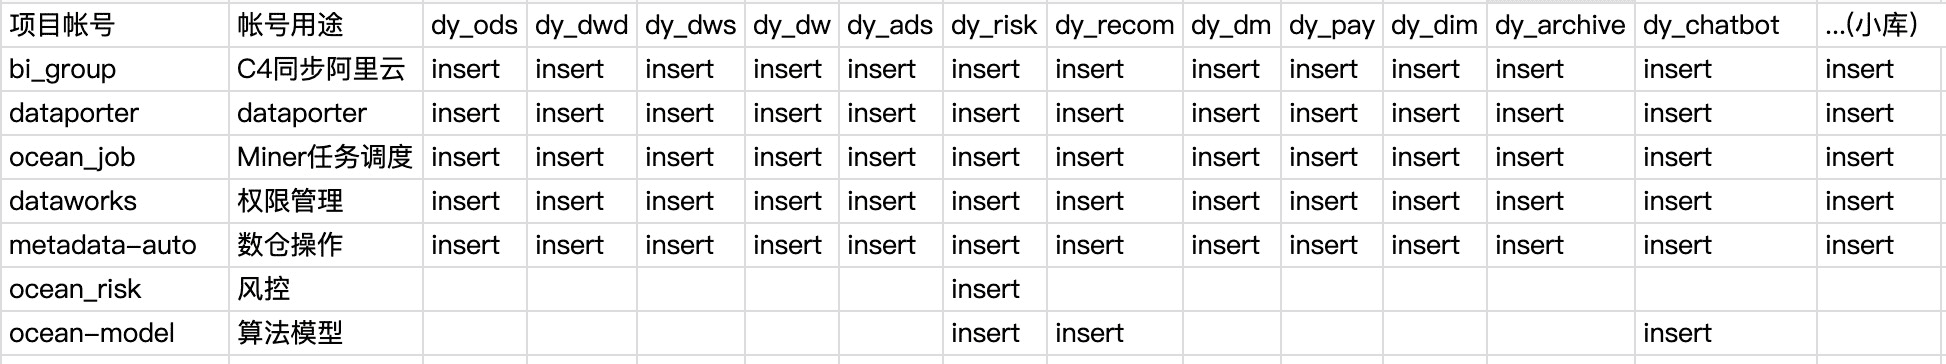 项目帐号 帐号用途 dy_ods dy_dwd dy_dws dy_dw dy_ads dy_risk dy_recom dy_dm dy_pay dy_dim dy_archive dy_chatbot ...(小库)
bi_group C4同步阿里云 insert insert insert insert insert insert insert insert insert insert insert insert insert
dataporter dataporter insert insert insert insert insert insert insert insert insert insert insert insert insert
ocean_job Miner任务调度 insert insert insert insert insert insert insert insert insert insert insert insert insert
dataworks 权限管理 insert insert insert insert insert insert insert insert insert insert insert insert insert
metadata-auto 数仓操作 insert insert insert insert insert insert insert insert insert insert insert insert insert
ocean_risk 风控 insert
ocean-model 算法模型 insert insert insert